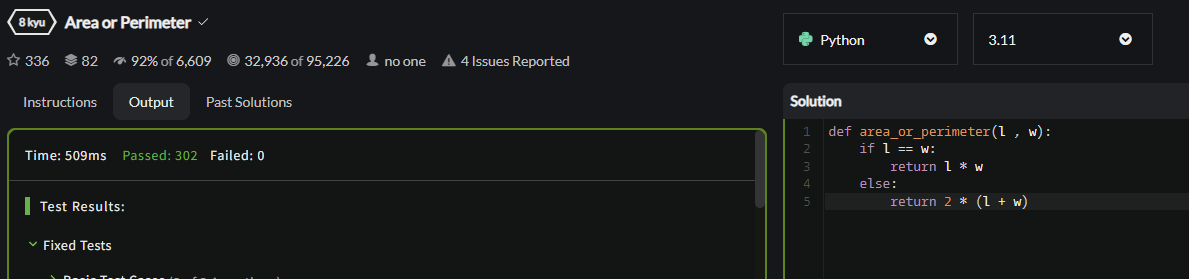 8 kyu Area or Perimeter
336 82 92% of 6,609 32,936 of 95,226 no one 4 Issues Reported
Instructions Output Past Solutions
Time: 509ms Passed: 302 Failed: 0
Test Results:
Fixed Tests
Python 3.11
Solution
1 def area_or_perimeter(l , w):
2     if l == w:
3         return l * w
4     else:
5         return 2 * (l + w)